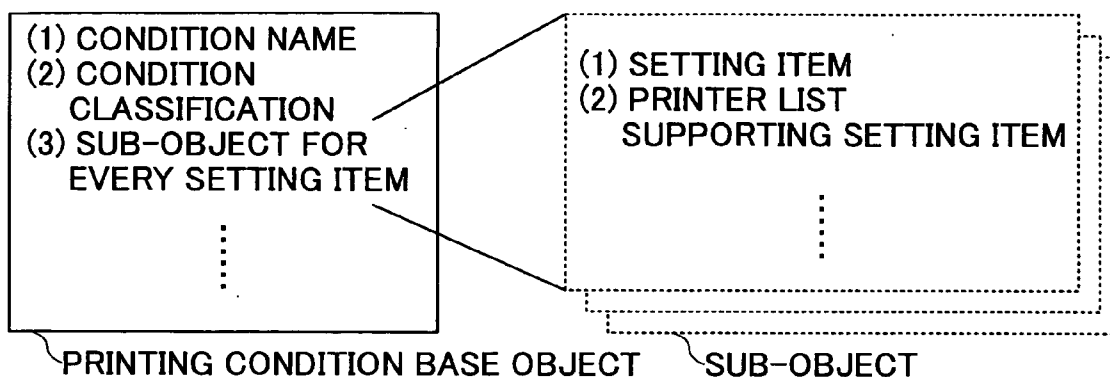 (1) CONDITION NAME
(2) CONDITION
CLASSIFICATION
(3) SUB-OBJECT FOR
EVERY SETTING ITEM
(1) SETTING ITEM
(2) PRINTER LIST
SUPPORTING SETTING ITEM
PRINTING CONDITION BASE OBJECT
SUB-OBJECT